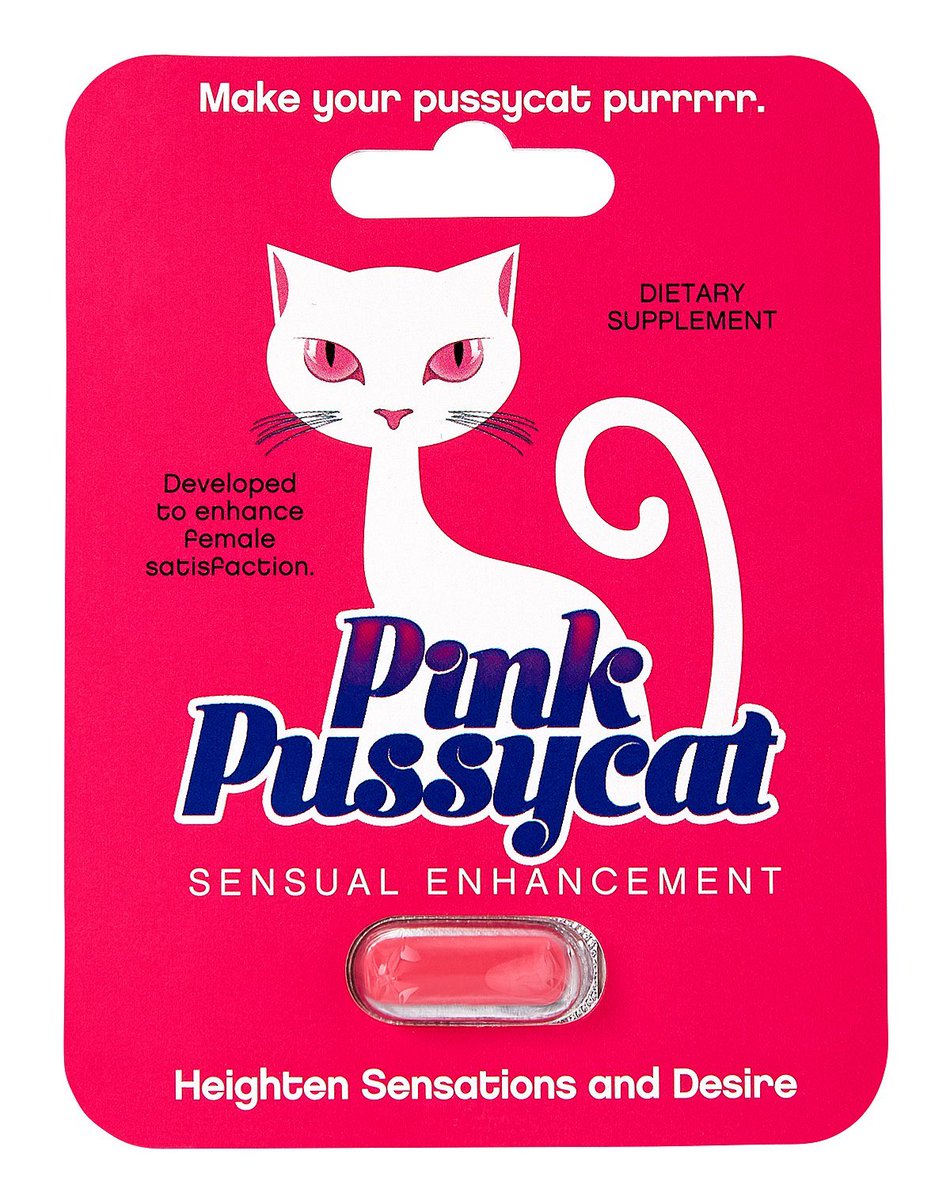 Make your pussycat purrrrr.
DIETARY
SUPPLEMENT
Developed
to enhance
female
satisfaction.
Pink
Pussycat
SENSUAL ENHANCEMENT
Heighten Sensations and Desire